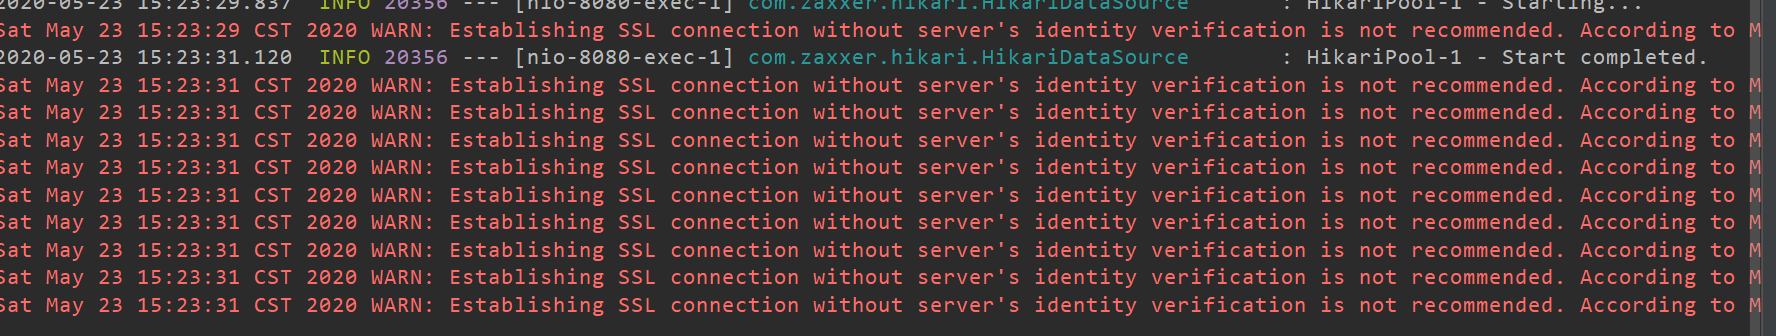 2020-05-23 15:23:29.837  INFO 20356 --- [nio-8080-exec-1] com.zaxxer.hikari.HikariDataSource       : HikariPool-1 - Starting...
Sat May 23 15:23:29 CST 2020 WARN: Establishing SSL connection without server's identity verification is not recommended. According to M
2020-05-23 15:23:31.120  INFO 20356 --- [nio-8080-exec-1] com.zaxxer.hikari.HikariDataSource       : HikariPool-1 - Start completed.
Sat May 23 15:23:31 CST 2020 WARN: Establishing SSL connection without server's identity verification is not recommended. According to M
Sat May 23 15:23:31 CST 2020 WARN: Establishing SSL connection without server's identity verification is not recommended. According to M
Sat May 23 15:23:31 CST 2020 WARN: Establishing SSL connection without server's identity verification is not recommended. According to M
Sat May 23 15:23:31 CST 2020 WARN: Establishing SSL connection without server's identity verification is not recommended. According to M
Sat May 23 15:23:31 CST 2020 WARN: Establishing SSL connection without server's identity verification is not recommended. According to M
Sat May 23 15:23:31 CST 2020 WARN: Establishing SSL connection without server's identity verification is not recommended. According to M
Sat May 23 15:23:31 CST 2020 WARN: Establishing SSL connection without server's identity verification is not recommended. According to M
Sat May 23 15:23:31 CST 2020 WARN: Establishing SSL connection without server's identity verification is not recommended. According to M
Sat May 23 15:23:31 CST 2020 WARN: Establishing SSL connection without server's identity verification is not recommended. According to M